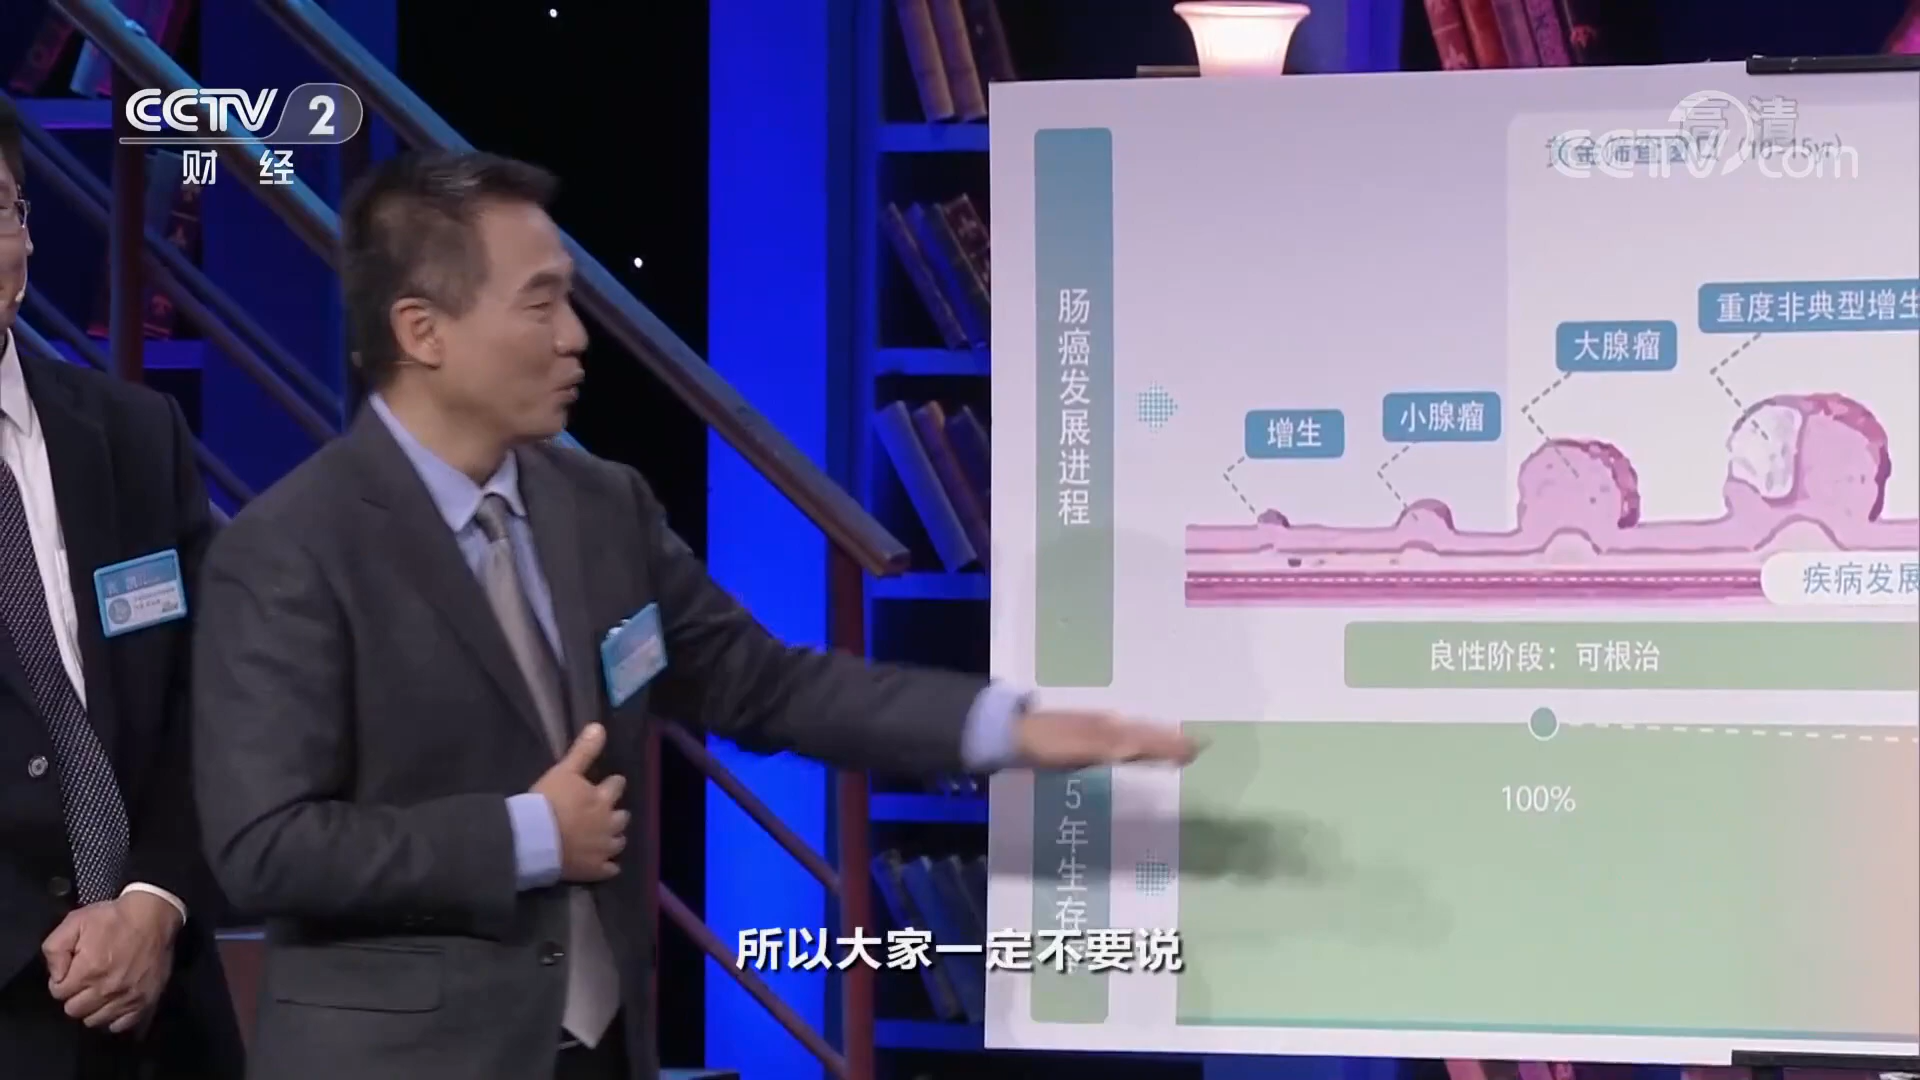 CCTV 2
财 经
高清
CCTV.com
肠癌发展进程
增生
小腺瘤
大腺瘤
重度非典型增生
疾病发展
良性阶段：可根治
100%
5年生存
所以大家一定不要说